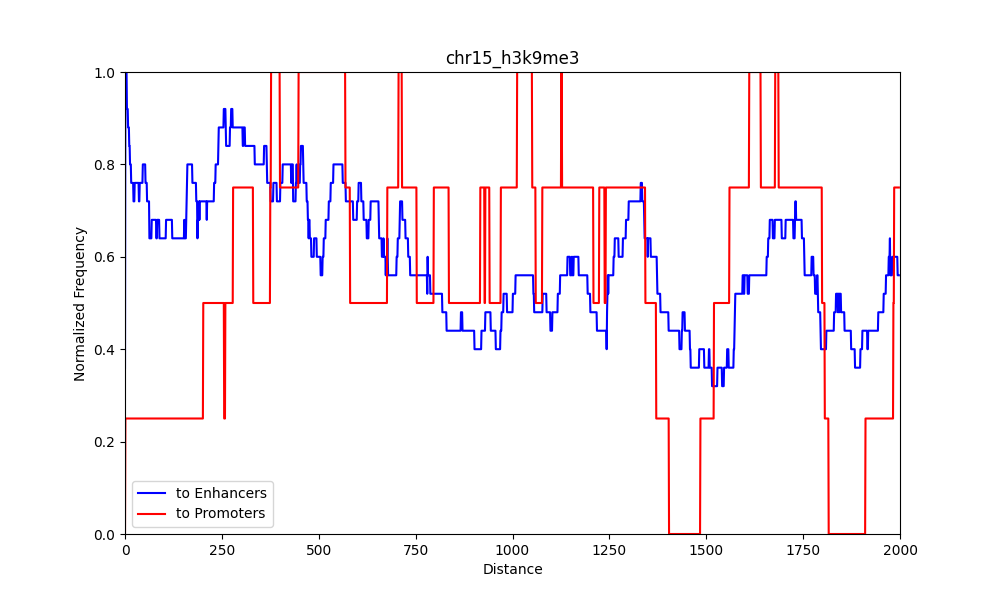 chr15_h3k9me3
Normalized Frequency
1.0
0.8
0.6
0.4
0.2
0.0
to Enhancers
to Promoters
0 250 500 750 1000 1250 1500 1750 2000
Distance